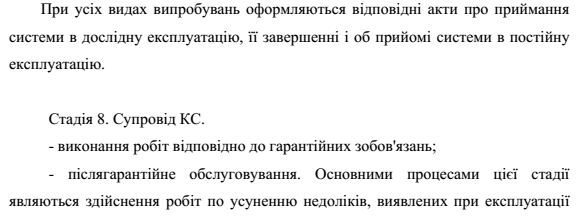 При усіх видах випробувань оформляються відповідні акти про приймання
системи в дослідну експлуатацію, її завершенні і об прийомі системи в постійну
експлуатацію.
Стадія 8. Супровід КС.
- виконання робіт відповідно до гарантійних зобов'язань;
- післягарантійне обслуговування. Основними процесами цієї стадії
являються здійснення робіт по усуненню недоліків, виявлених при експлуатації